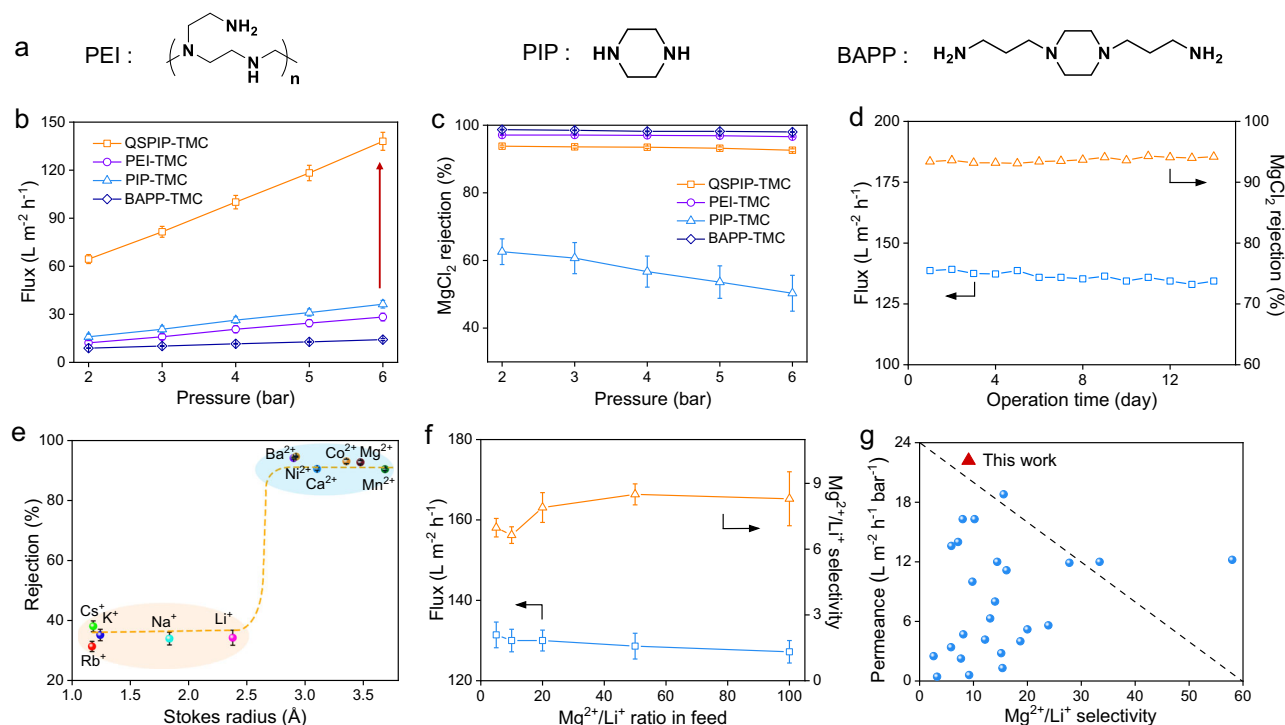 a
PEI :
NH2
N
N
H
n
PIP :
HN
NH
BAPP :
H2N
N
N
NH2
b
150
120
90
60
30
0
Flux (L m-2 h-1)
QSPIP-TMC
PEI-TMC
PIP-TMC
BAPP-TMC
2
3
4
5
6
Pressure (bar)
c
100
80
60
40
MgCl2 rejection (%)
QSPIP-TMC
PEI-TMC
PIP-TMC
BAPP-TMC
2
3
4
5
6
Pressure (bar)
d
200
175
150
125
100
Flux (L m-2 h-1)
100
90
80
70
60
MgCl2 rejection (%)
0
4
8
12
Operation time (day)
e
100
80
60
40
20
Rejection (%)
Ba2+
Co2+
Mg2+
Ni2+
Ca2+
Mn2+
Cs+
K+
Na+
Li+
Rb+
1.0
1.5
2.0
2.5
3.0
3.5
Stokes radius (Å)
f
180
160
140
120
Flux (L m-2 h-1)
9
6
3
0
Mg2+/Li+ selectivity
0
20
40
60
80
100
Mg2+/Li+ ratio in feed
g
24
18
12
6
0
Permeance (L m-2 h-1 bar-1)
This work
0
10
20
30
40
50
60
Mg2+/Li+ selectivity